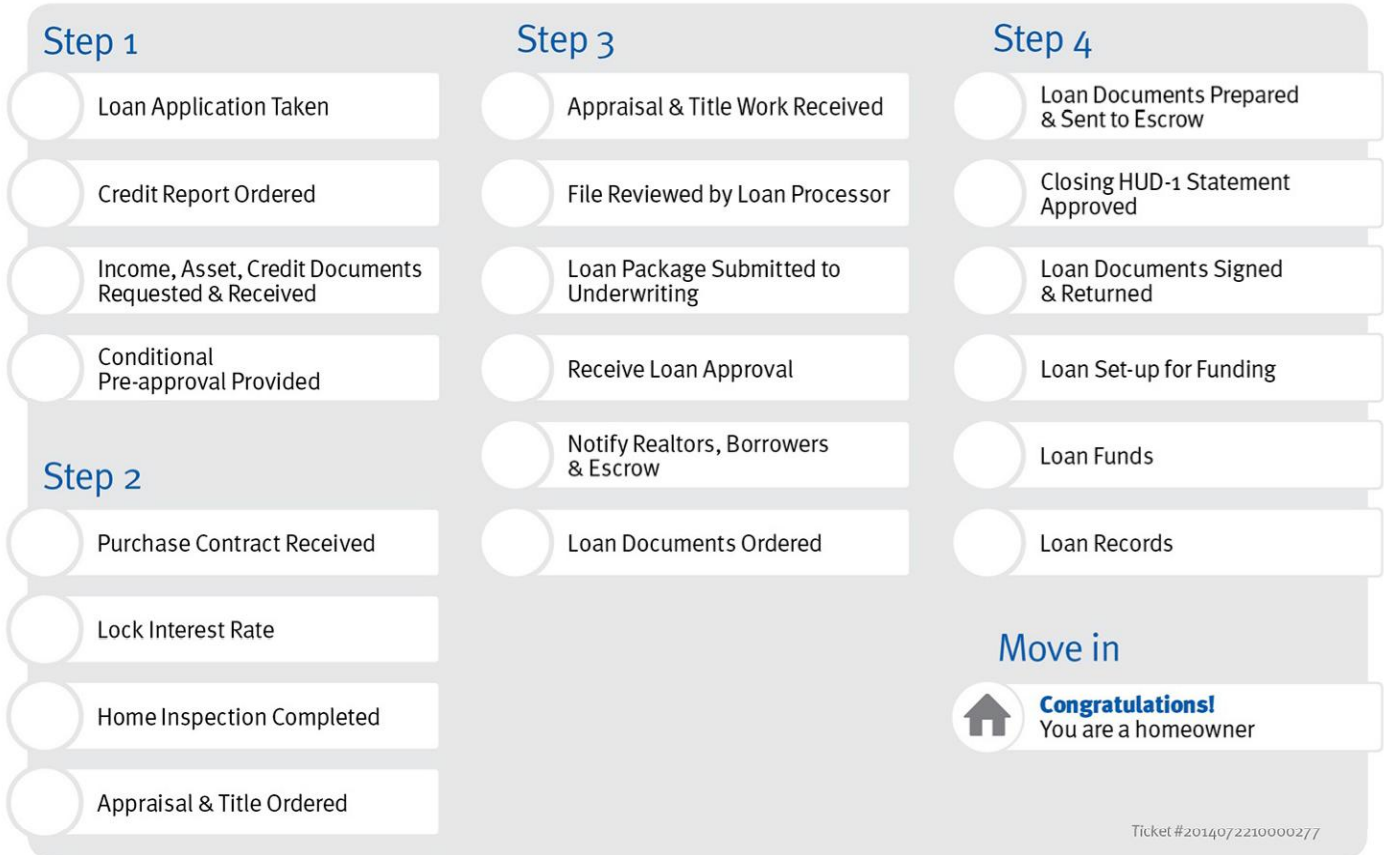 Step 1
Loan Application Taken
Credit Report Ordered
Income, Asset, Credit Documents
Requested & Received
Conditional
Pre-approval Provided
Step 2
Purchase Contract Received
Lock Interest Rate
Home Inspection Completed
Appraisal & Title Ordered
Step 3
Appraisal & Title Work Received
File Reviewed by Loan Processor
Loan Package Submitted to
Underwriting
Receive Loan Approval
Notify Realtors, Borrowers
& Escrow
Loan Documents Ordered
Step 4
Loan Documents Prepared
& Sent to Escrow
Closing HUD-1 Statement
Approved
Loan Documents Signed
& Returned
Loan Set-up for Funding
Loan Funds
Loan Records
Move in
Congratulations!
You are a homeowner
Ticket #2014072210000277